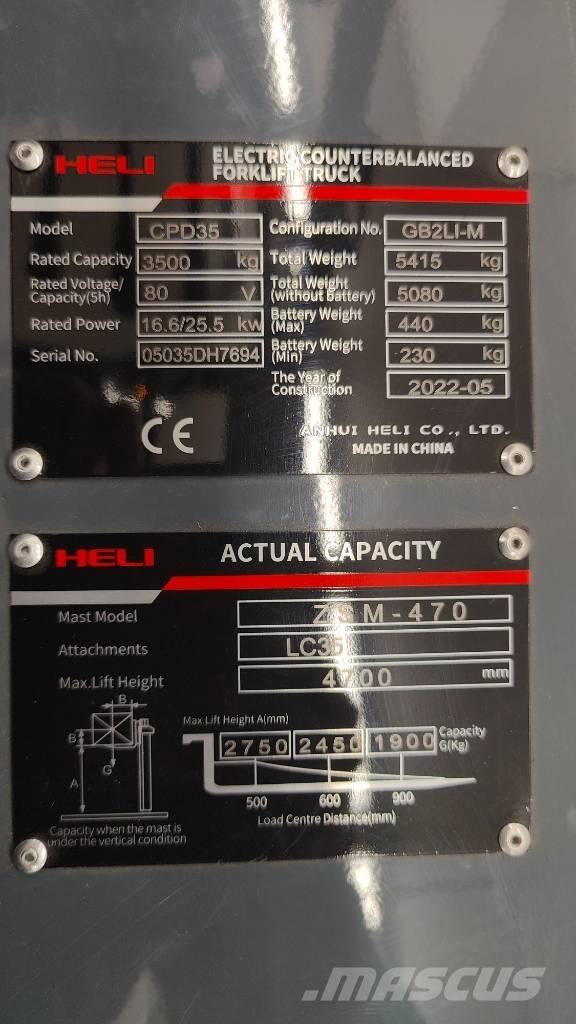 HELI
ELECTRIC COUNTERBALANCED
FORKLIFT TRUCK
Model CPD35 Configuration No. GB2LI-M
Rated Capacity 3500 kg Total Weight 5415 kg
Rated Voltage/
Capacity(5h) 80 V Total Weight
(without battery) 5080 kg
Rated Power 16.6/25.5 kw Battery Weight
(Max) 440 kg
Serial No. 05035DH7694 Battery Weight
(Min) 230 kg
The Year of
Construction 2022-05
CE
ANHUI HELI CO., LTD.
MADE IN CHINA
HELI ACTUAL CAPACITY
Mast Model ZSM-470
Attachments LC35
Max.Lift Height 4700 mm
Max.Lift Height A(mm)
2750 2450 1900 Capacity
G(Kg)
500 600 900
Load Centre Distance(mm)
B
B
G
A
Capacity when the mast is
under the vertical condition
MASCUS